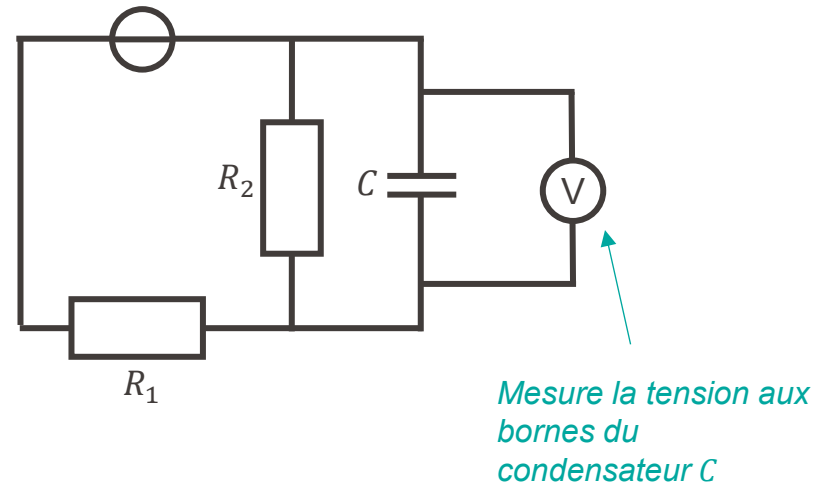 R₂
C
V
R₁
Mesure la tension aux
bornes du
condensateur C